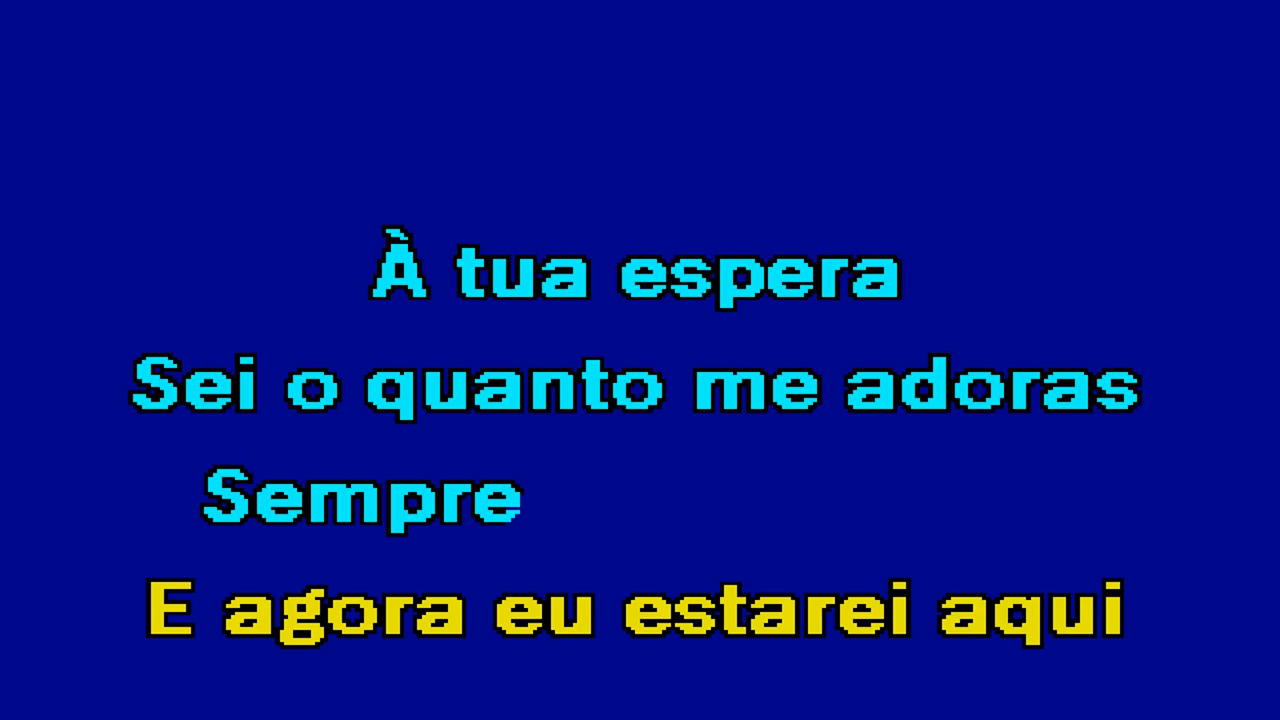 À tua espera
Sei o quanto me adoras
Sempre
E agora eu estarei aqui